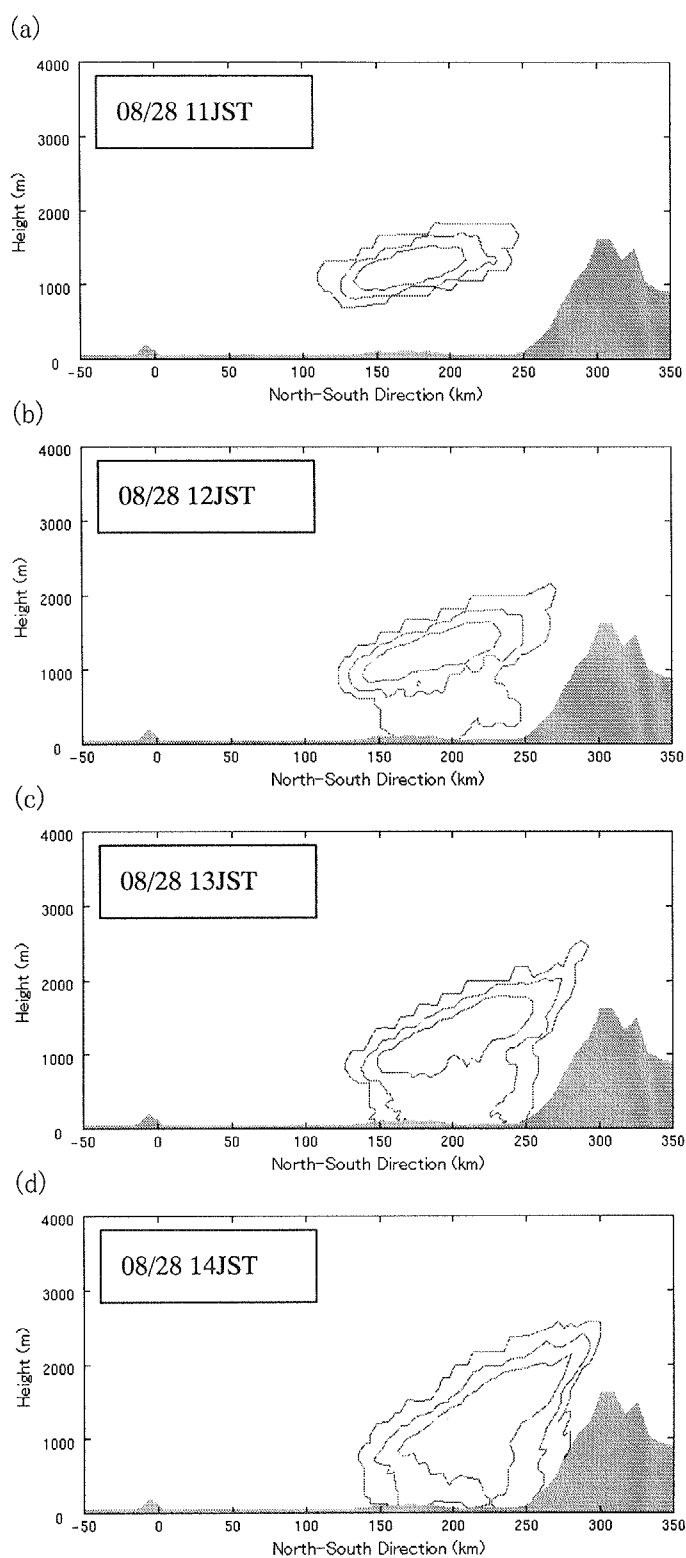 (a)
4000
3000
2000
1000
0
Height (m)
08/28 11JST
-50 0 50 100 150 200 250 300 350
North-South Direction (km)
(b)
4000
3000
2000
1000
0
Height (m)
08/28 12JST
-50 0 50 100 150 200 250 300 350
North-South Direction (km)
(c)
4000
3000
2000
1000
0
Height (m)
08/28 13JST
-50 0 50 100 150 200 250 300 350
North-South Direction (km)
(d)
4000
3000
2000
1000
0
Height (m)
08/28 14JST
-50 0 50 100 150 200 250 300 350
North-South Direction (km)